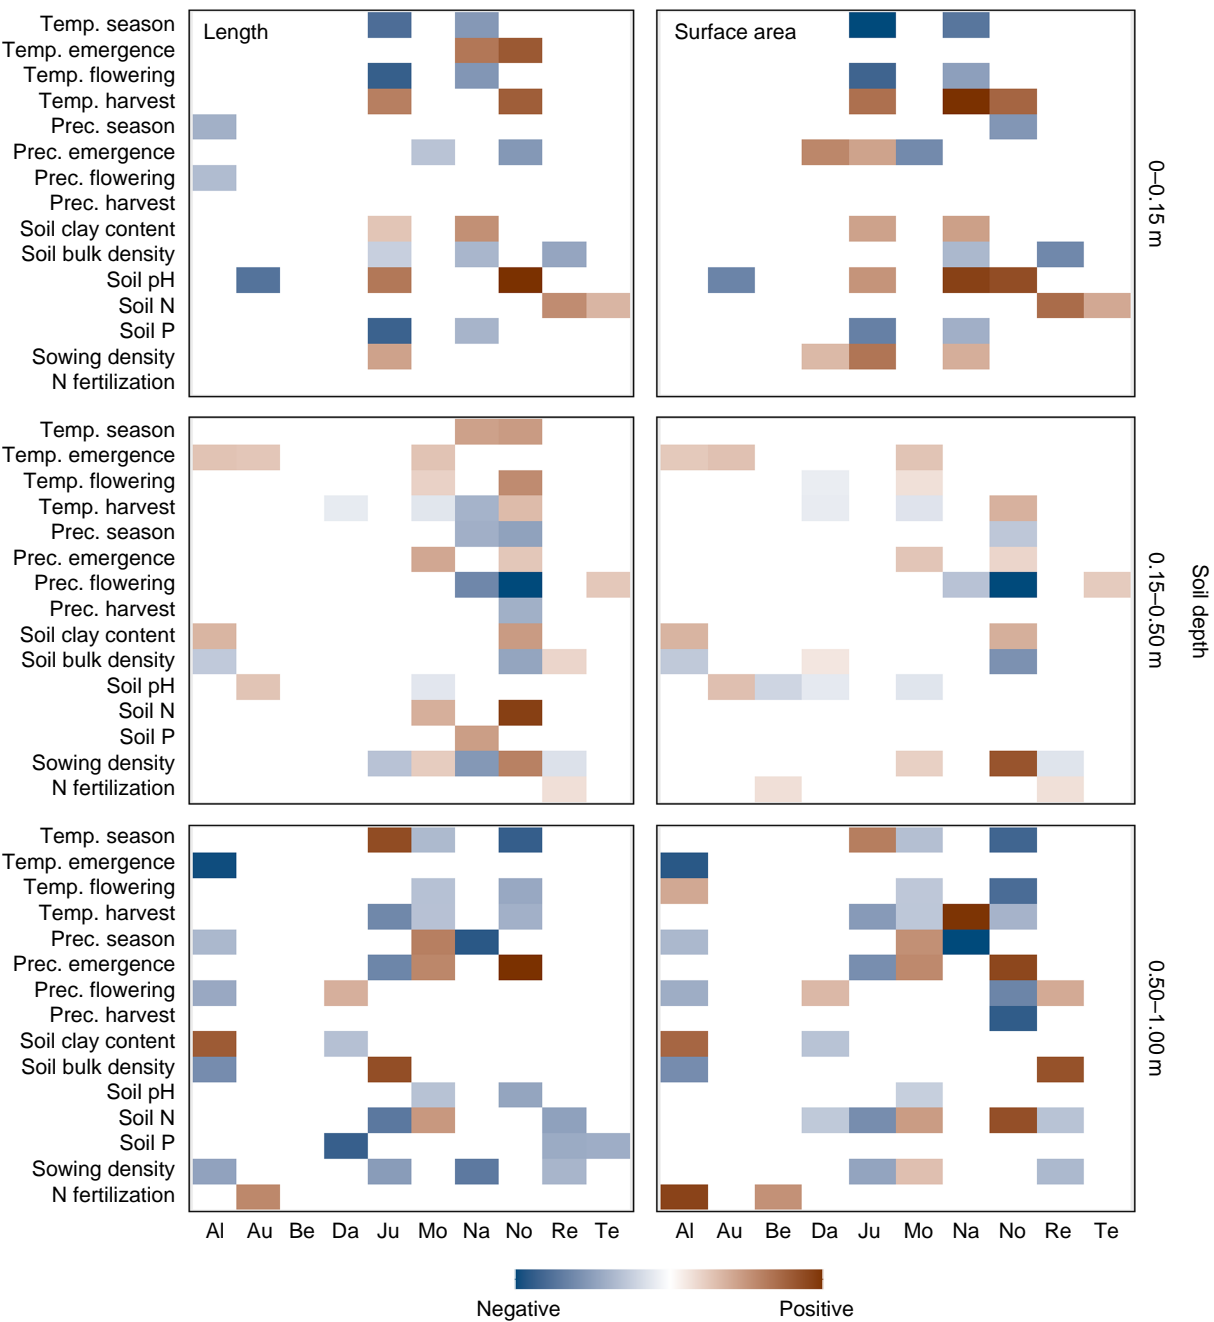 Length
Surface area
Temp. season
Temp. emergence
Temp. flowering
Temp. harvest
Prec. season
Prec. emergence
Prec. flowering
Prec. harvest
Soil clay content
Soil bulk density
Soil pH
Soil N
Soil P
Sowing density
N fertilization
0–0.15 m
Temp. season
Temp. emergence
Temp. flowering
Temp. harvest
Prec. season
Prec. emergence
Prec. flowering
Prec. harvest
Soil clay content
Soil bulk density
Soil pH
Soil N
Soil P
Sowing density
N fertilization
0.15–0.50 m
Soil depth
Temp. season
Temp. emergence
Temp. flowering
Temp. harvest
Prec. season
Prec. emergence
Prec. flowering
Prec. harvest
Soil clay content
Soil bulk density
Soil pH
Soil N
Soil P
Sowing density
N fertilization
0.50–1.00 m
Al Au Be Da Ju Mo Na No Re Te
Al Au Be Da Ju Mo Na No Re Te
Negative
Positive